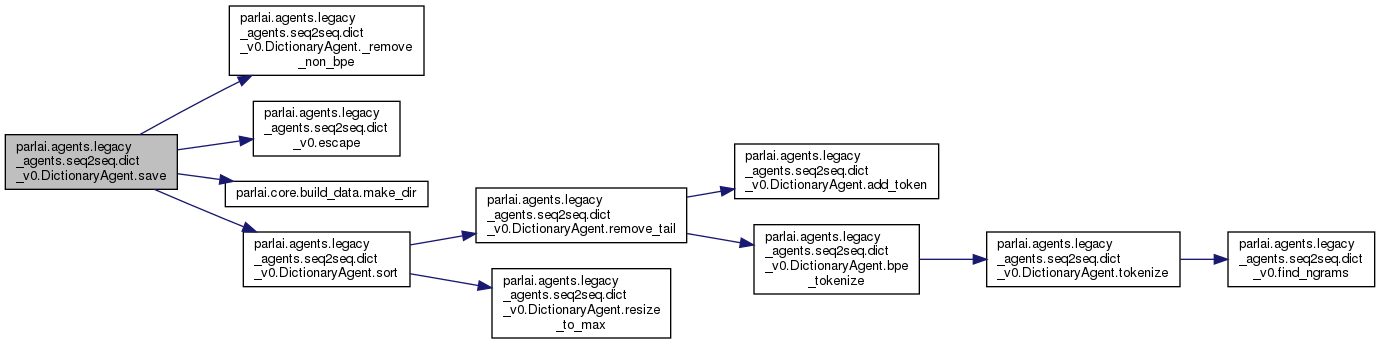 parlai.agents.legacy
_agents.seq2seq.dict
_v0.DictionaryAgent.save
parlai.agents.legacy
_agents.seq2seq.dict
_v0.DictionaryAgent._remove
_non_bpe
parlai.agents.legacy
_agents.seq2seq.dict
_v0.escape
parlai.core.build_data.make_dir
parlai.agents.legacy
_agents.seq2seq.dict
_v0.DictionaryAgent.sort
parlai.agents.legacy
_agents.seq2seq.dict
_v0.DictionaryAgent.remove_tail
parlai.agents.legacy
_agents.seq2seq.dict
_v0.DictionaryAgent.resize
_to_max
parlai.agents.legacy
_agents.seq2seq.dict
_v0.DictionaryAgent.add_token
parlai.agents.legacy
_agents.seq2seq.dict
_v0.DictionaryAgent.bpe
_tokenize
parlai.agents.legacy
_agents.seq2seq.dict
_v0.DictionaryAgent.tokenize
parlai.agents.legacy
_agents.seq2seq.dict
_v0.find_ngrams